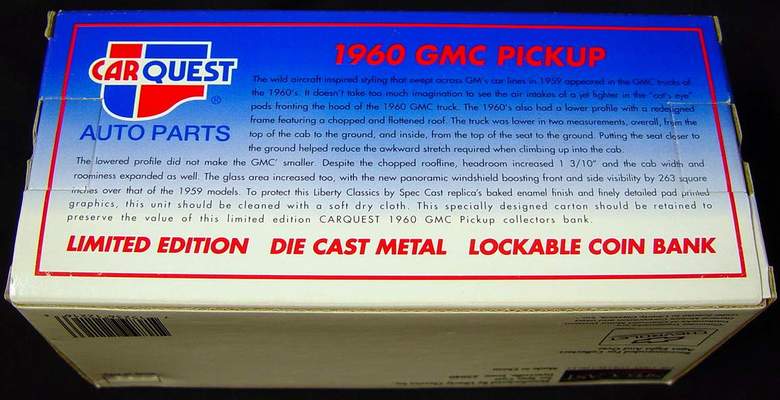 CARQUEST
®
AUTO PARTS
1960 GMC PICKUP
The wild aircraft inspired styling that swept across GM's car lines in 1959 appeared in the GMC trucks of
the 1960's. It doesn't take too much imagination to see the air intakes of a jet fighter in the "cat's eye"
pods fronting the hood of the 1960 GMC truck. The 1960's also had a lower profile with a redesigned
frame featuring a chopped and flattened roof. The truck was lower in two measurements, overall, from the
top of the cab to the ground, and inside, from the top of the seat to the ground. Putting the seat closer to
the ground helped reduce the awkward stretch required when climbing up into the cab.
The lowered profile did not make the GMC' smaller. Despite the chopped roofline, headroom increased 1 3/10" and the cab width and
roominess expanded as well. The glass area increased too, with the new panoramic windshield boosting front and side visibility by 263 square
inches over that of the 1959 models. To protect this Liberty Classics by Spec Cast replica's baked enamel finish and finely detailed pad printed
graphics, this unit should be cleaned with a soft dry cloth. This specially designed carton should be retained to
preserve the value of this limited edition CARQUEST 1960 GMC Pickup collectors bank.
LIMITED EDITION DIE CAST METAL LOCKABLE COIN BANK